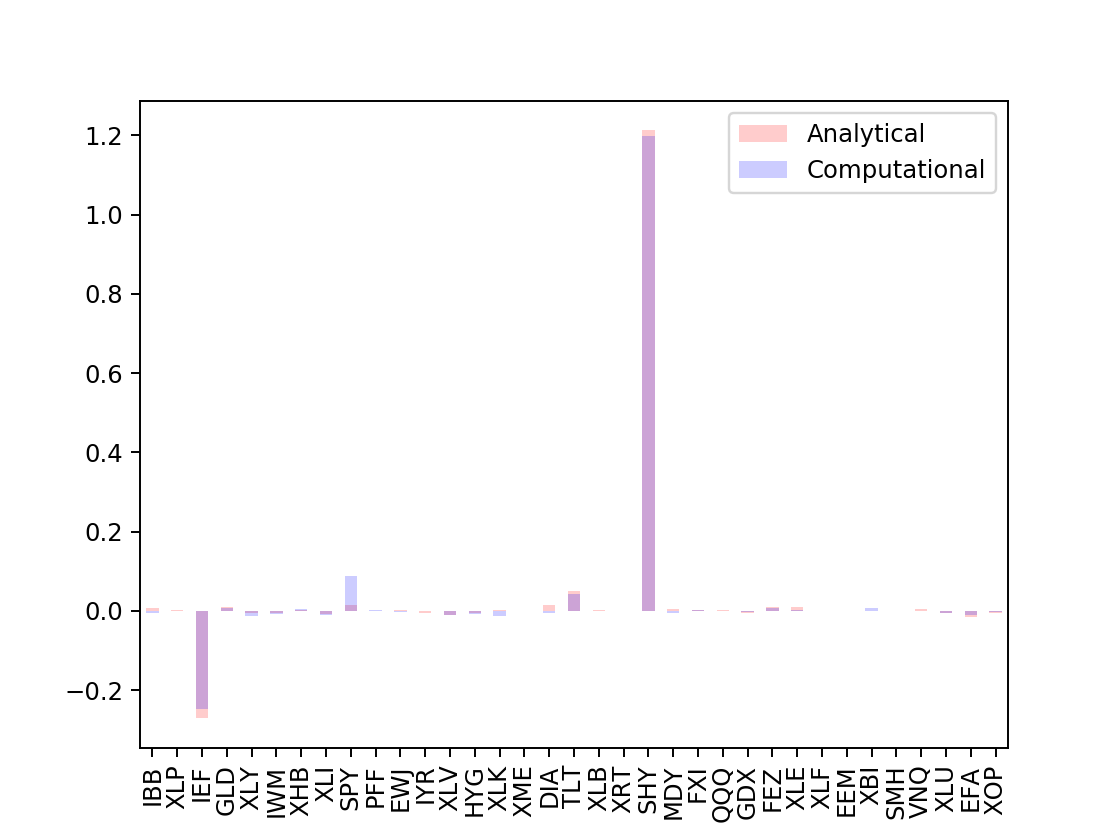 Analytical
Computational
1.2
1.0
0.8
0.6
0.4
0.2
0.0
−0.2
IBB
XLP
IEF
GLD
XLY
IWM
XHB
XLI
SPY
PFF
EWJ
IYR
XLV
HYG
XLK
XME
DIA
TLT
XLB
XRT
SHY
MDY
FXI
QQQ
GDX
FEZ
XLE
XLF
EEM
XBI
SMH
VNQ
XLU
EFA
XOP